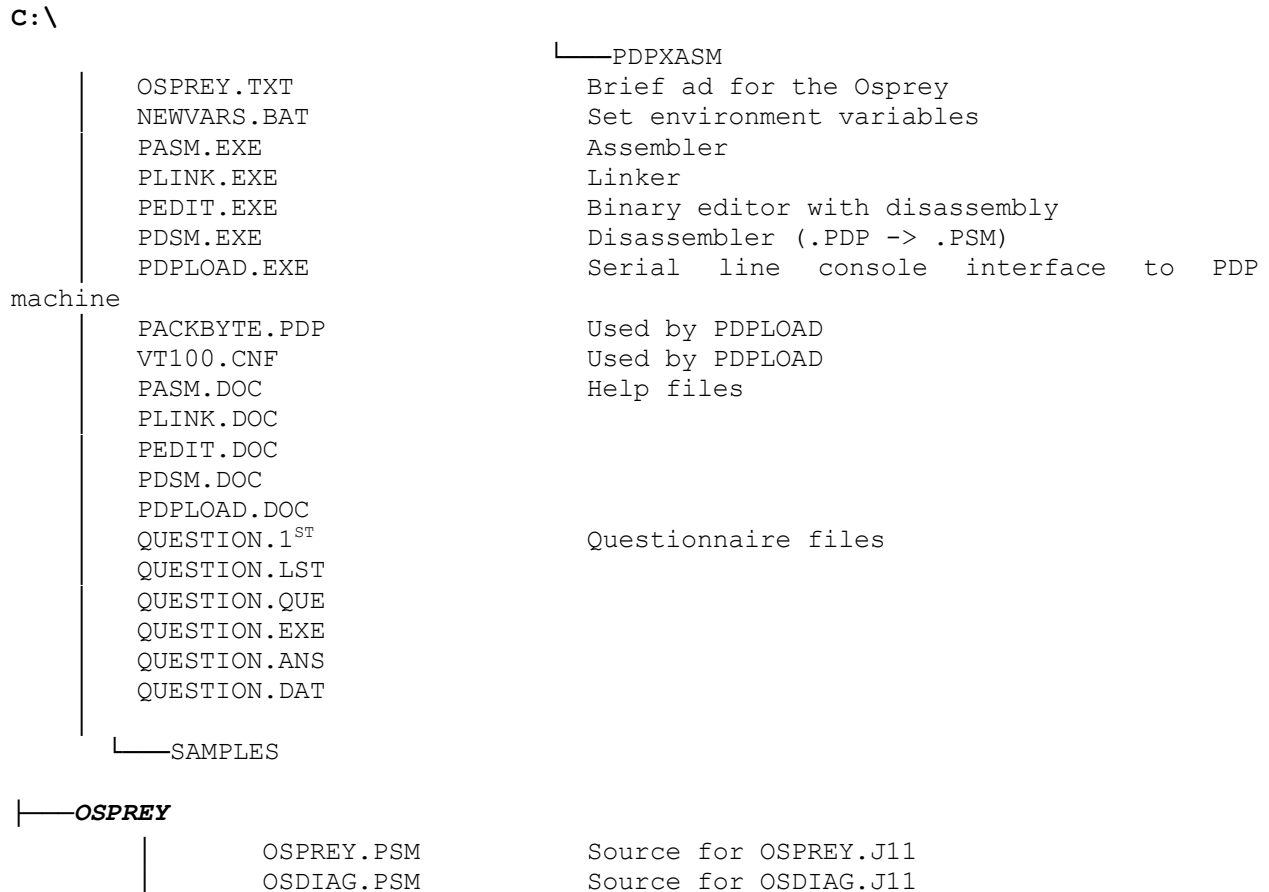 C:\
└───PDPXASM
│ OSPREY.TXT Brief ad for the Osprey
│ NEWVARS.BAT Set environment variables
│ PASM.EXE Assembler
│ PLINK.EXE Linker
│ PEDIT.EXE Binary editor with disassembly
│ PDSM.EXE Disassembler (.PDP -> .PSM)
│ PDPLOAD.EXE Serial line console interface to PDP
machine
│ PACKBYTE.PDP Used by PDPLOAD
│ VT100.CNF Used by PDPLOAD
│ PASM.DOC Help files
│ PLINK.DOC
│ PEDIT.DOC
│ PDSM.DOC
│ PDPLOAD.DOC
│ QUESTION.1ST Questionnaire files
│ QUESTION.LST
│ QUESTION.QUE
│ QUESTION.EXE
│ QUESTION.ANS
│ QUESTION.DAT
│
└───SAMPLES
├───OSPREY
│ OSPREY.PSM Source for OSPREY.J11
│ OSDIAG.PSM Source for OSDIAG.J11